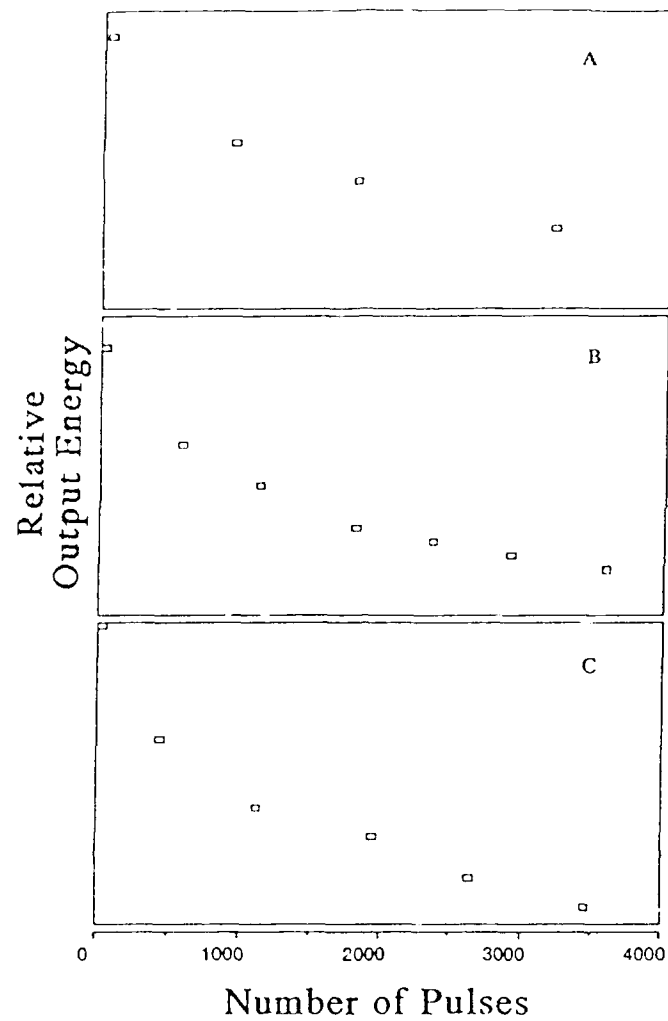 A
B
C
Relative
Output Energy
0 1000 2000 3000 4000
Number of Pulses